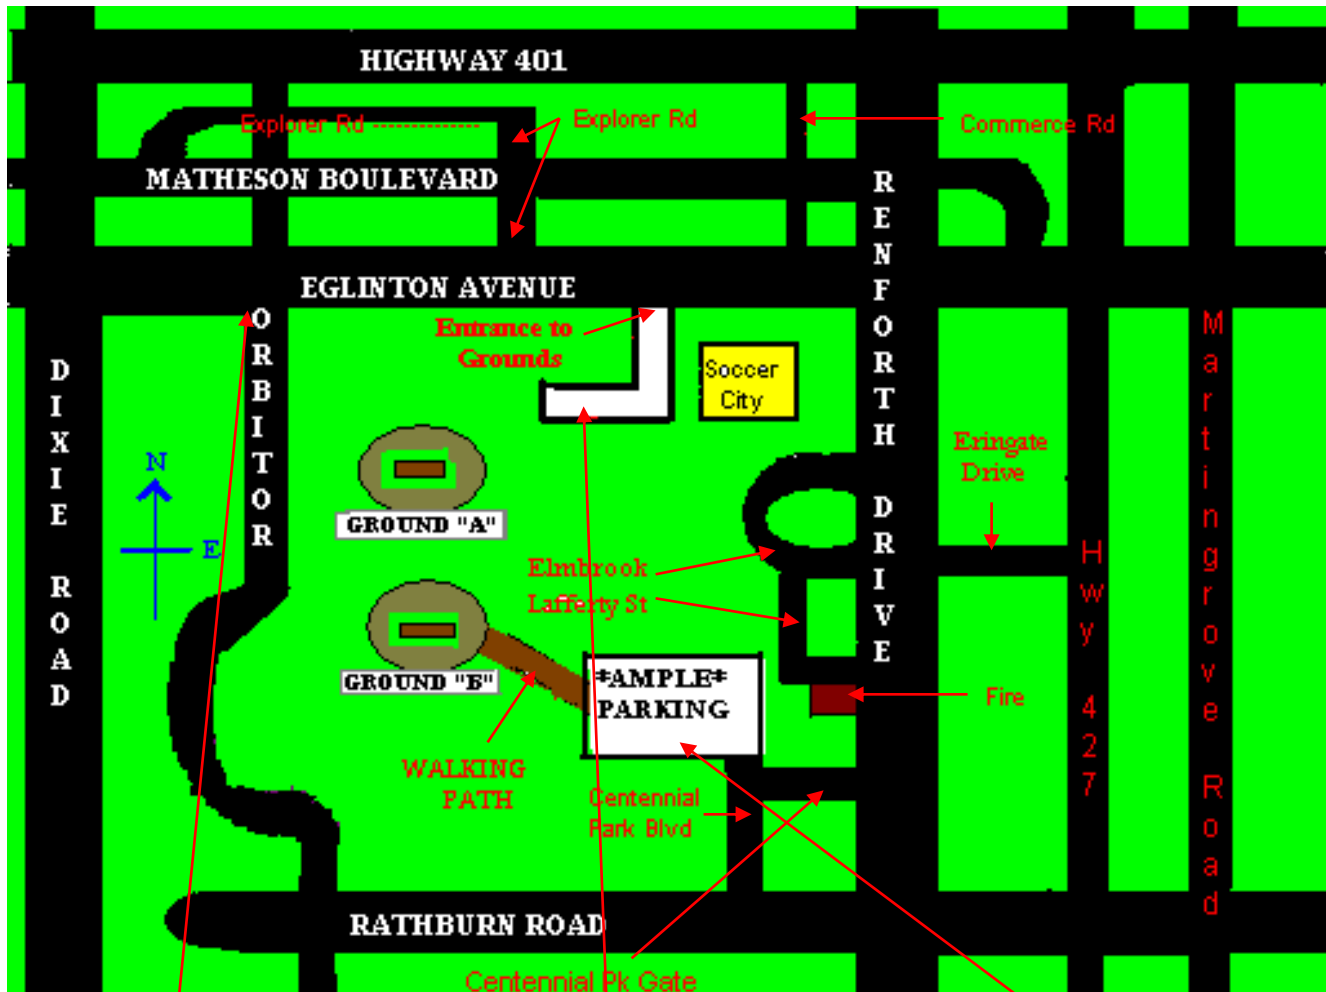 HIGHWAY 401
Explorer Rd --------------
Explorer Rd
Commerce Rd
MATHESON BOULEVARD
RENFORTH DRIVE
EGLINTON AVENUE
ORBITOR
Entrance to
Grounds
Martingrove Road
DIXIE ROAD
Soccer
City
Eringate
Drive
N
E
GROUND "A"
Hwy 427
Elmbrook
Lafferty St
GROUND "B"
*AMPLE*
PARKING
Fire
WALKING
PATH
Centennial
Park Blvd
RATHBURN ROAD
Centennial Pk Gate